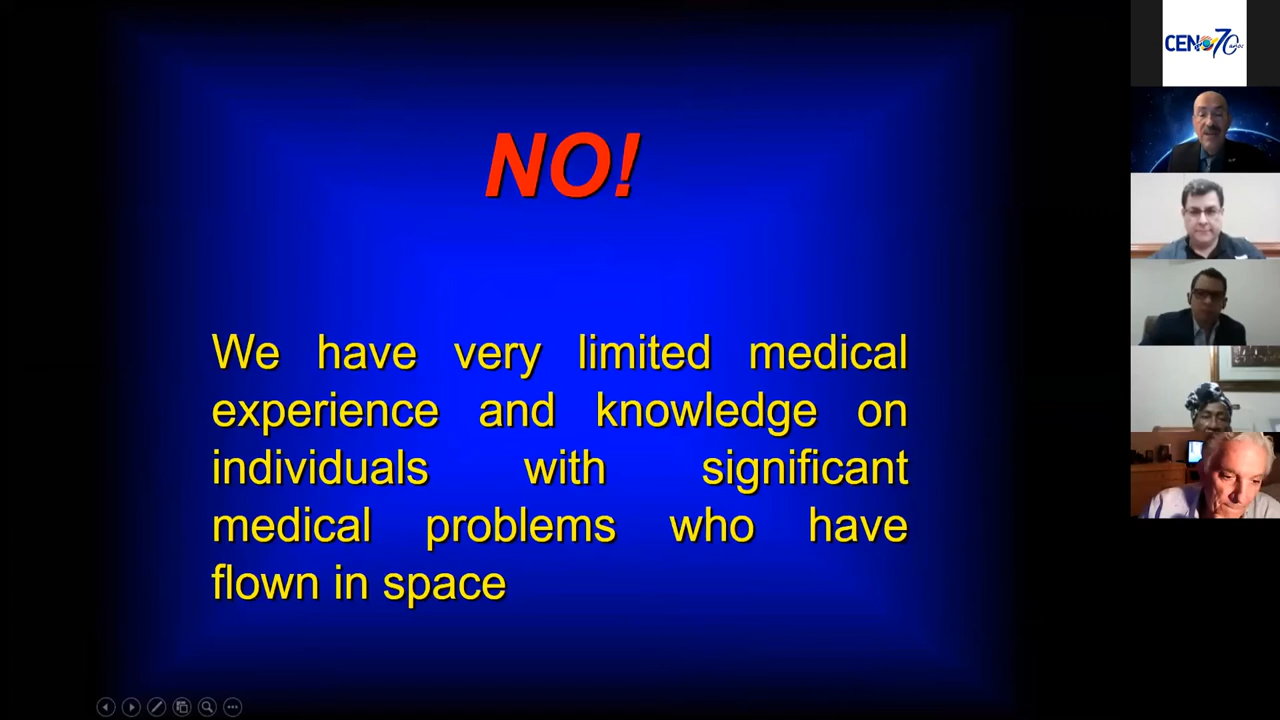 NO!
We have very limited medical
experience and knowledge on
individuals with significant
medical problems who have
flown in space
CEN 70 años